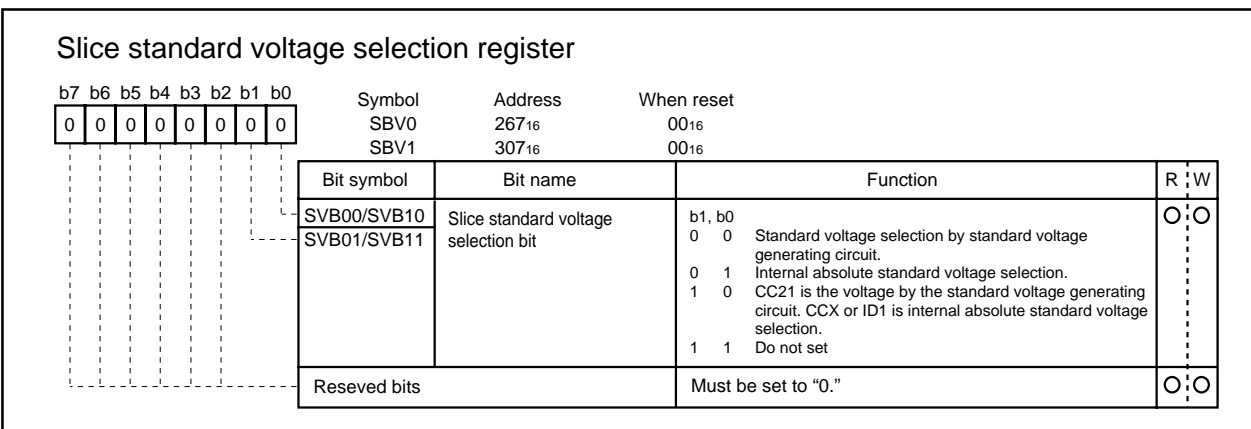 Slice standard voltage selection register
b7 b6 b5 b4 b3 b2 b1 b0
0 0 0 0 0 0 0 0
Symbol Address When reset
SBV0 26716 0016
SBV1 30716 0016
Bit symbol Bit name Function R W
SVB00/SVB10 Slice standard voltage b1, b0
SVB01/SVB11 selection bit 0 0 Standard voltage selection by standard voltage
generating circuit.
0 1 Internal absolute standard voltage selection.
1 0 CC21 is the voltage by the standard voltage generating
circuit. CCX or ID1 is internal absolute standard voltage
selection.
1 1 Do not set
Reseved bits Must be set to “0.”